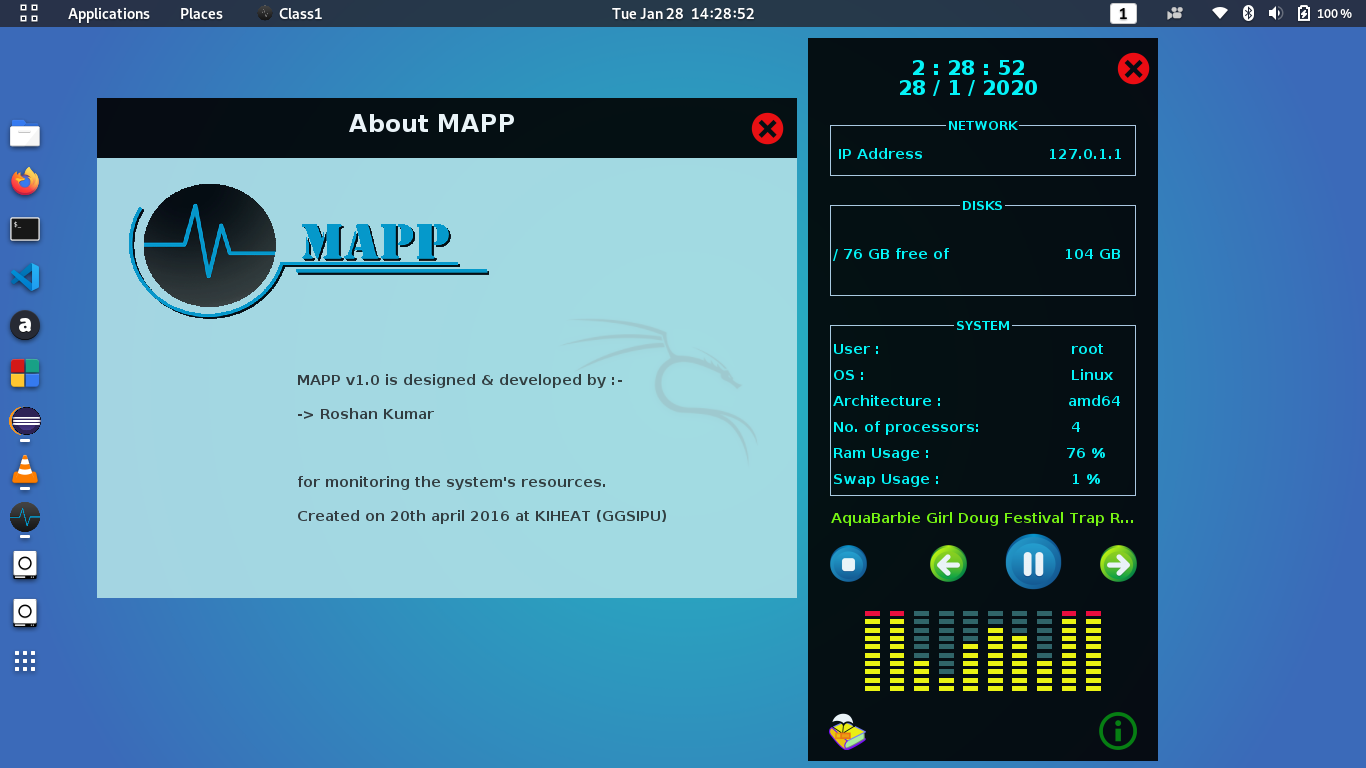 Applications Places Class1 Tue Jan 28 14:28:52 1 100 %
2 : 28 : 52
28 / 1 / 2020
About MAPP
NETWORK
IP Address 127.0.1.1
DISKS
/ 76 GB free of 104 GB
MAPP
SYSTEM
User : root
OS : Linux
Architecture : amd64
No. of processors: 4
Ram Usage : 76 %
Swap Usage : 1 %
MAPP v1.0 is designed & developed by :-
-> Roshan Kumar
for monitoring the system's resources.
Created on 20th april 2016 at KIHEAT (GGSIPU)
AquaBarbie Girl Doug Festival Trap R...
$_
a